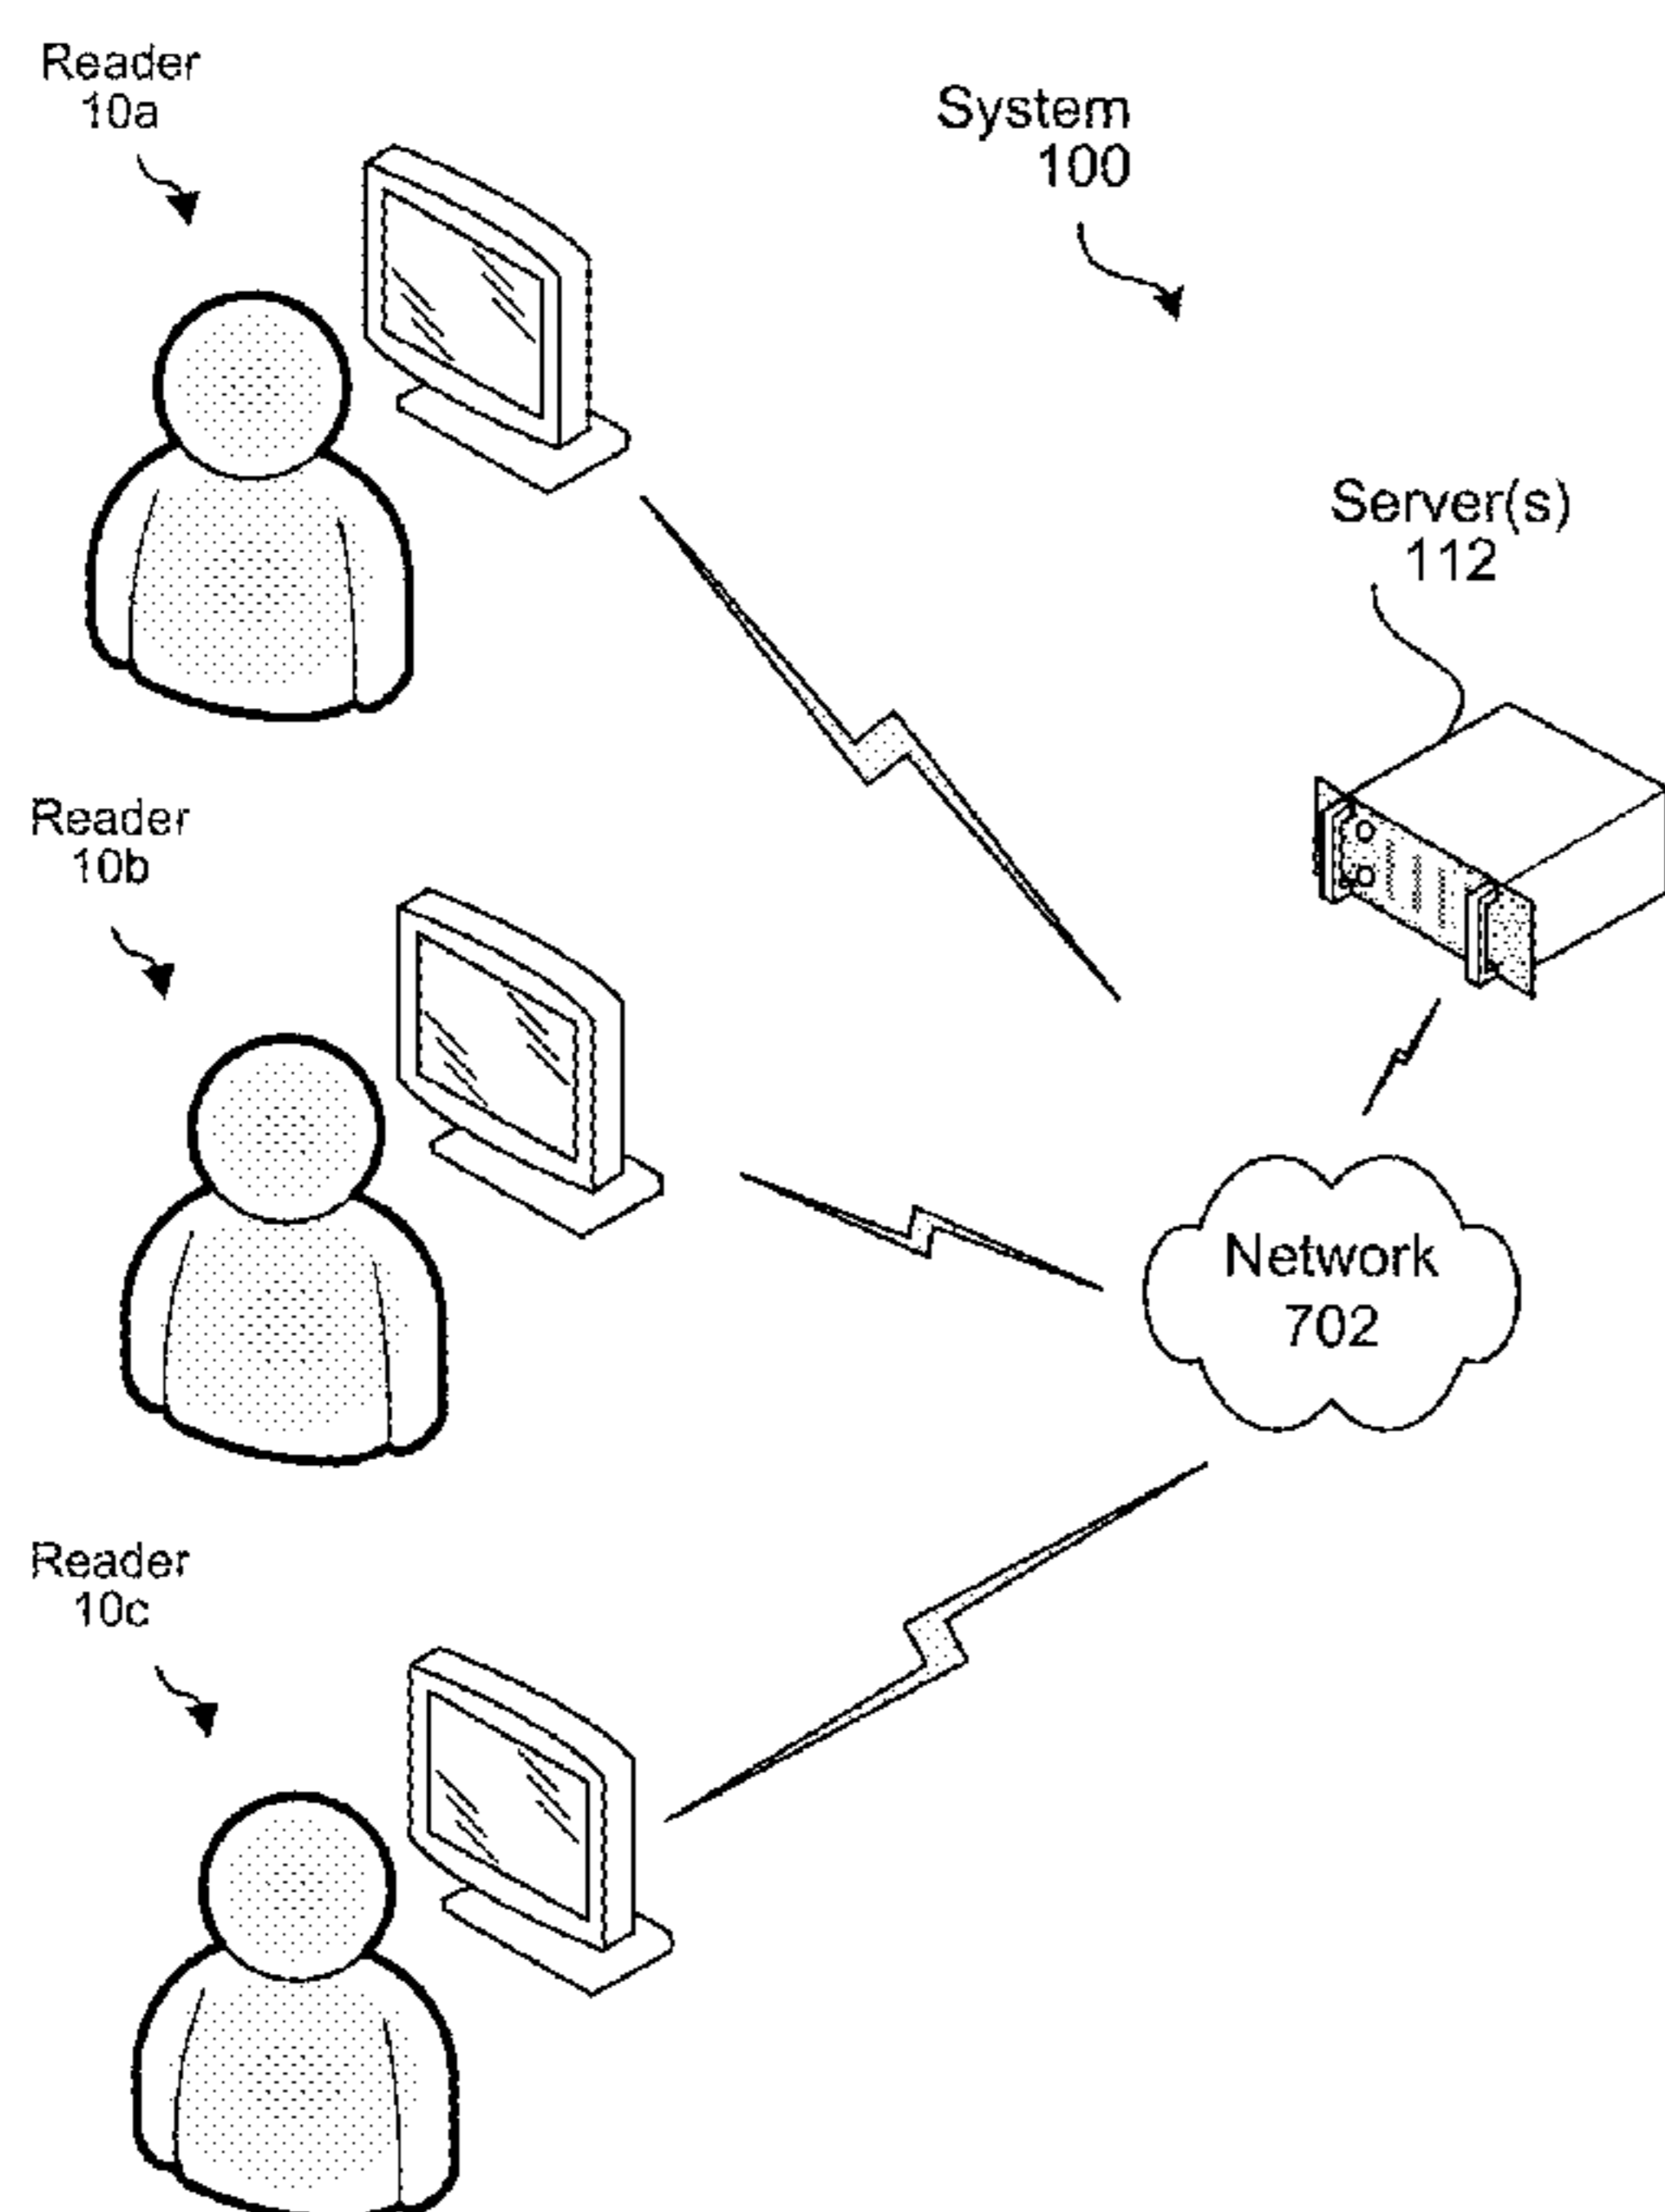 Reader
10a
System
100
Server(s)
112
Reader
10b
Network
702
Reader
10c